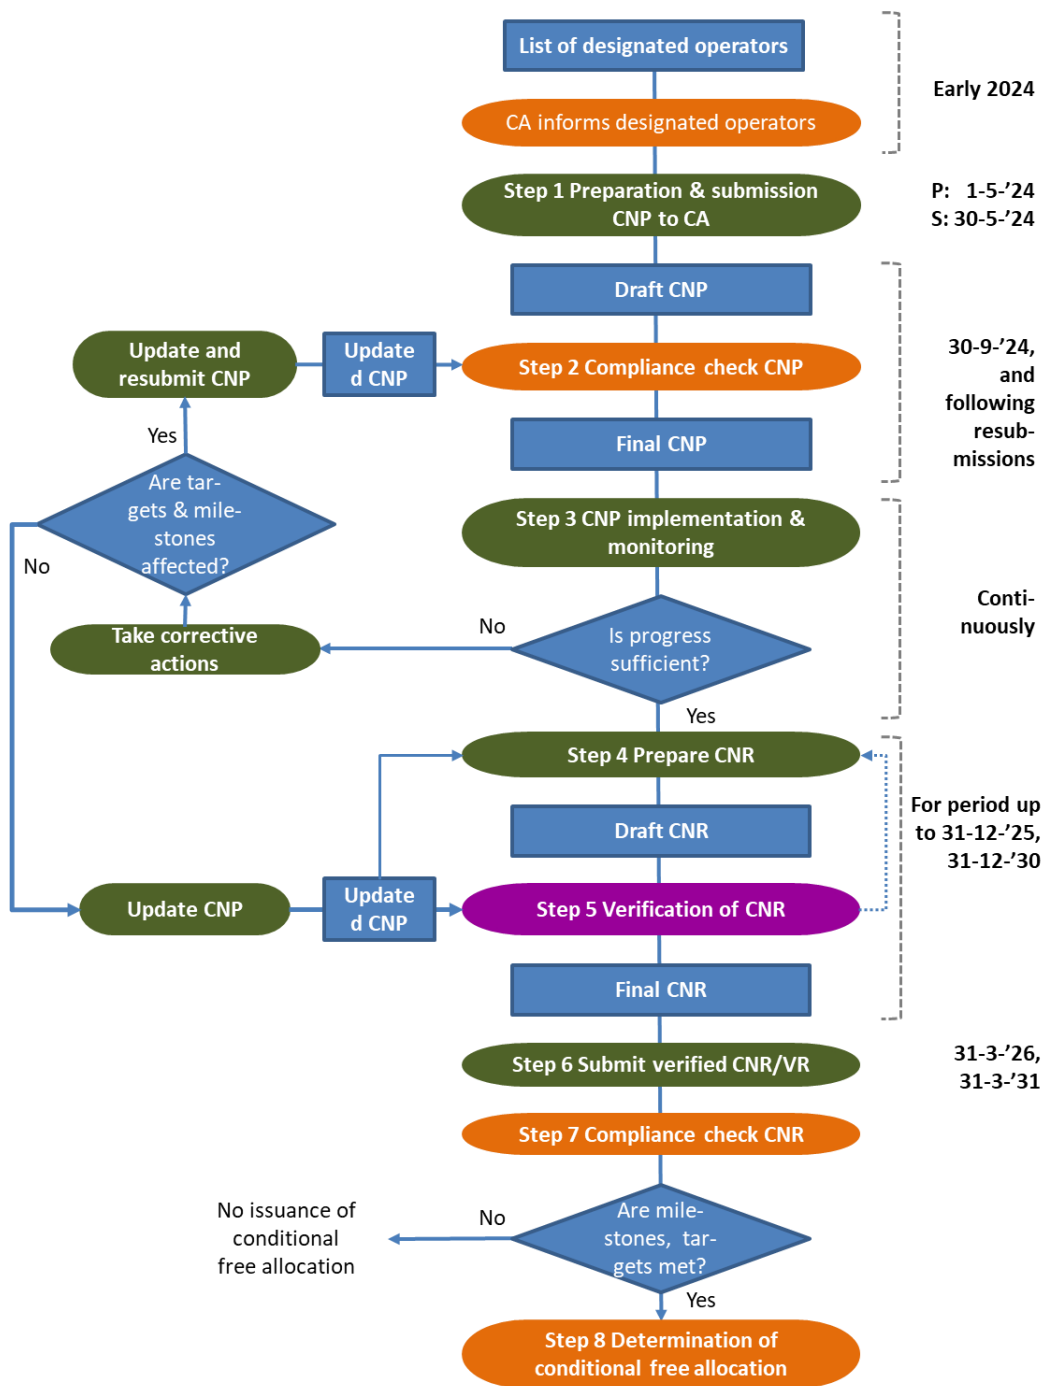 List of designated operators
Early 2024
CA informs designated operators
Step 1 Preparation & submission
CNP to CA
P: 1-5-’24
S: 30-5-’24
Draft CNP
Update and
resubmit CNP
Update
d CNP
Step 2 Compliance check CNP
30-9-’24,
and
following
resub-
missions
Yes
Final CNP
Are tar-
gets & mile-
stones
affected?
No
Step 3 CNP implementation &
monitoring
Conti-
nuously
Take corrective
actions
No
Is progress
sufficient?
Yes
Step 4 Prepare CNR
For period up
to 31-12-’25,
31-12-’30
Draft CNR
Update CNP
Update
d CNP
Step 5 Verification of CNR
Final CNR
Step 6 Submit verified CNR/VR
31-3-’26,
31-3-’31
Step 7 Compliance check CNR
No issuance of
conditional
free allocation
No
Are mile-
stones, tar-
gets met?
Yes
Step 8 Determination of
conditional free allocation